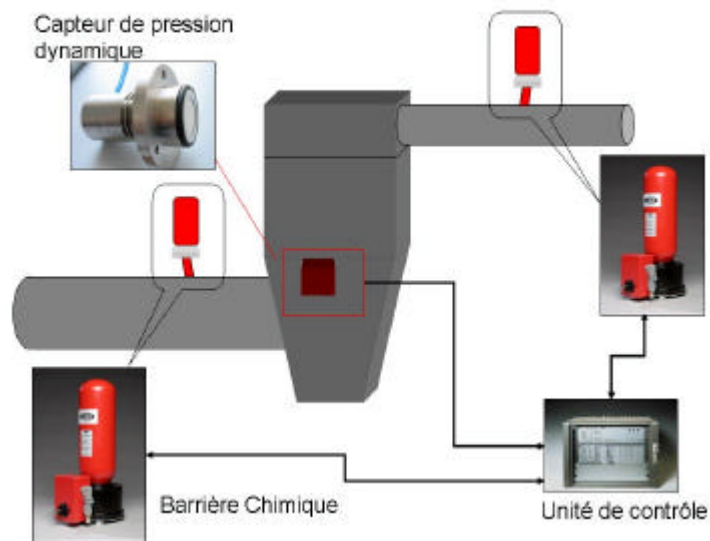 Capteur de pression
dynamique
Barrière Chimique
Unité de contrôle